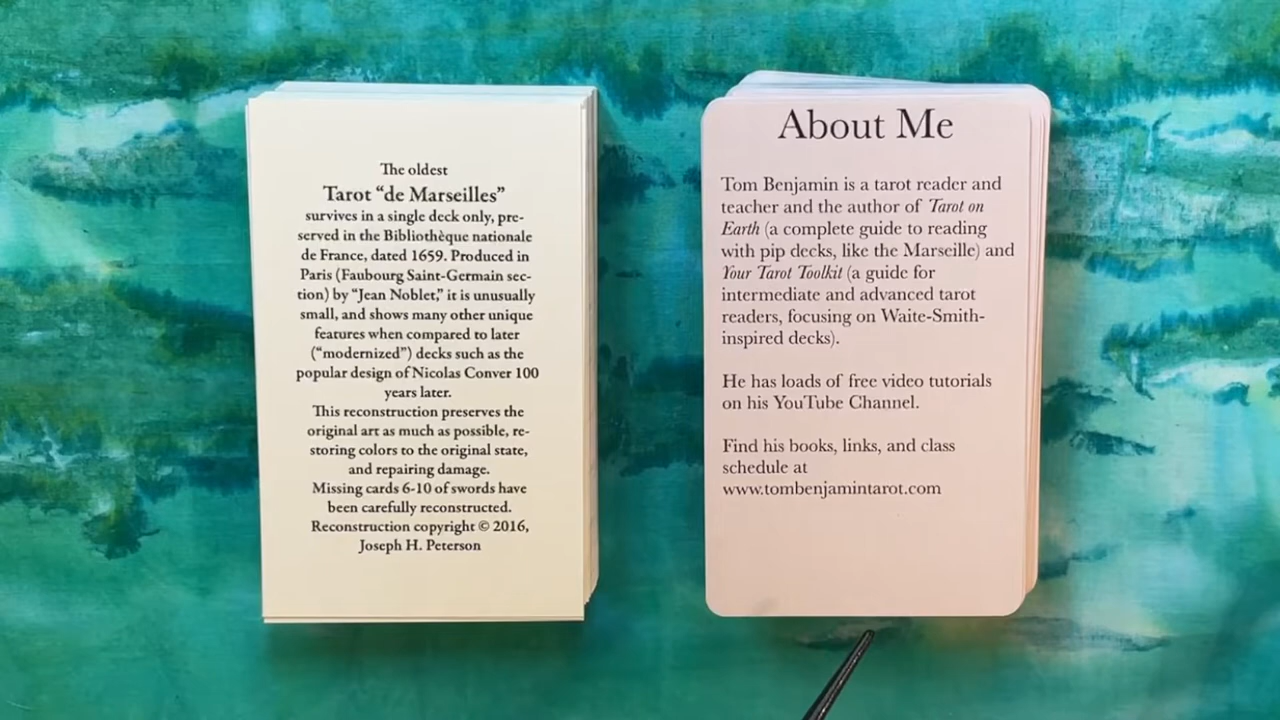 The oldest
Tarot “de Marseilles”
survives in a single deck only, pre-
served in the Bibliothèque nationale
de France, dated 1659. Produced in
Paris (Faubourg Saint-Germain sec-
tion) by “Jean Noblet,” it is unusually
small, and shows many other unique
features when compared to later
(“modernized”) decks such as the
popular design of Nicolas Conver 100
years later.
This reconstruction preserves the
original art as much as possible, re-
storing colors to the original state,
and repairing damage.
Missing cards 6-10 of swords have
been carefully reconstructed.
Reconstruction copyright © 2016,
Joseph H. Peterson
About Me
Tom Benjamin is a tarot reader and
teacher and the author of Tarot on
Earth (a complete guide to reading
with pip decks, like the Marseille) and
Your Tarot Toolkit (a guide for
intermediate and advanced tarot
readers, focusing on Waite-Smith-
inspired decks).
He has loads of free video tutorials
on his YouTube Channel.
Find his books, links, and class
schedule at
www.tombenjamintarot.com